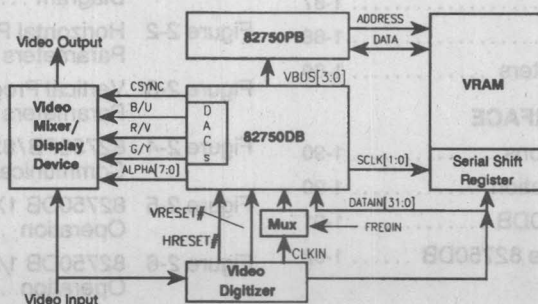 Video Output
82750PB
ADDRESS
DATA
VRAM
VBUS[3:0]
CSYNC
B/U
R/V
G/Y
ALPHA[7:0]
Video
Mixer/
Display
Device
DACs
82750DB
SCLK[1:0]
Serial Shift
Register
DATAIN[31:0]
VRESET#
HRESET#
Mux
FREQIN
CLKIN
Video
Digitizer
Video Input